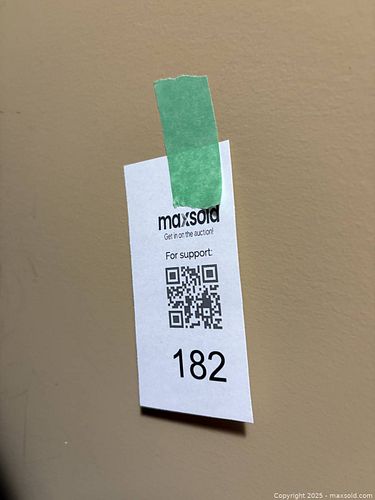 maxsold
Get in on the auction!
For support:
182
Copyright 2025 - maxsold.com